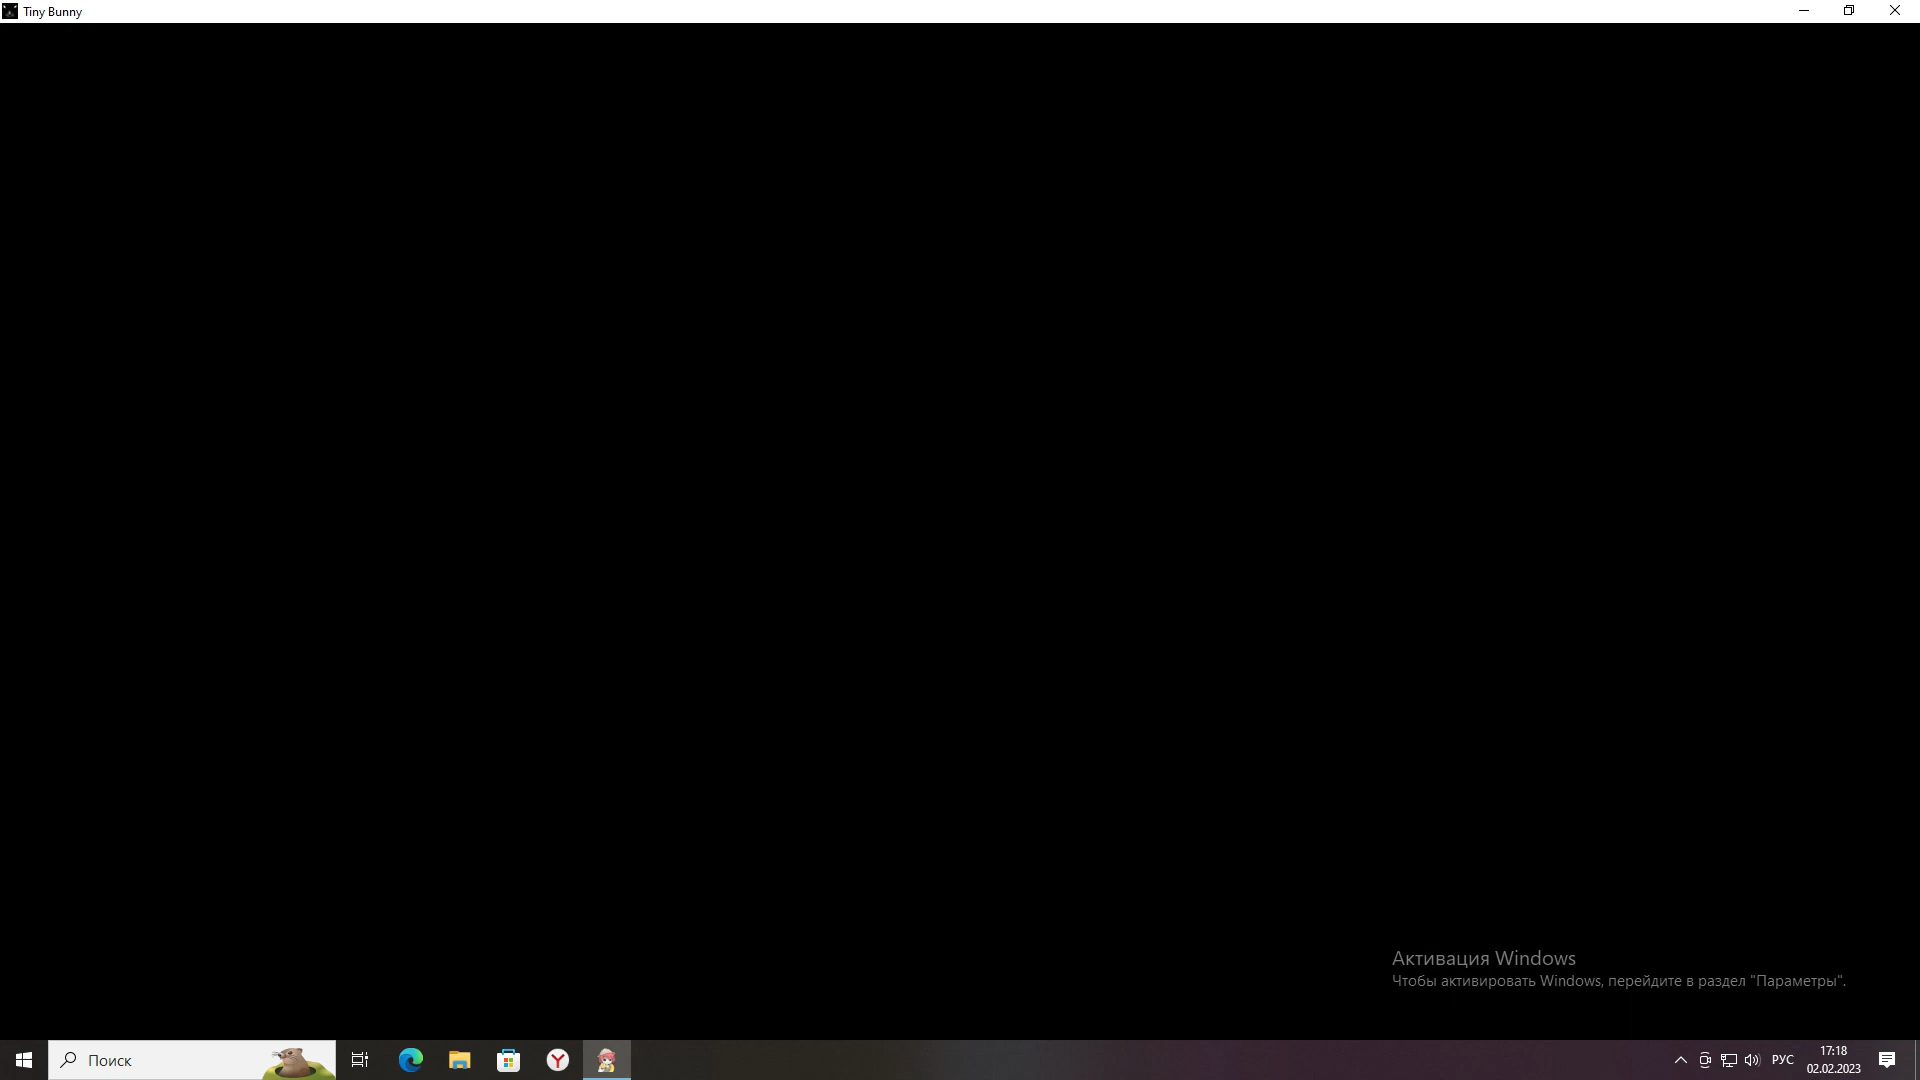 Tiny Bunny
Активация Windows
Чтобы активировать Windows, перейдите в раздел "Параметры".
Поиск
РУС
17:18
02.02.2023